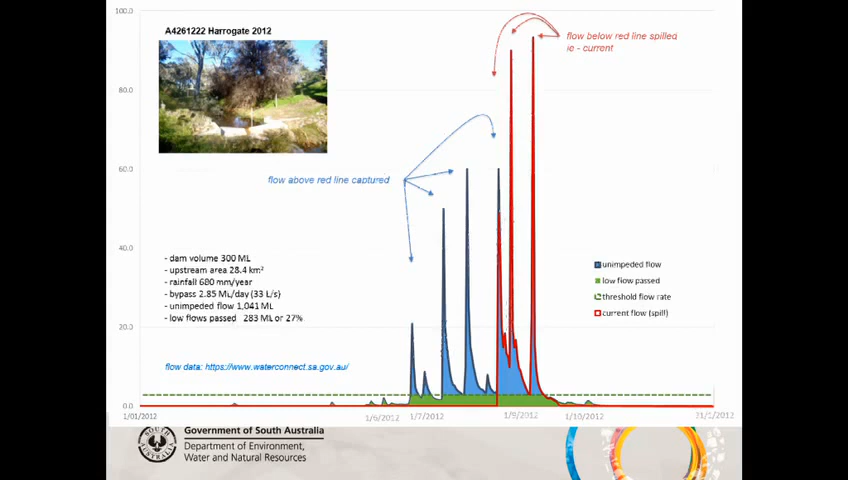 100.0
A4261222 Harrogate 2012
flow below red line spilled
ie - current
80.0
60.0
flow above red line captured
40.0
- dam volume 300 ML
- upstream area 28.4 km²
- rainfall 680 mm/year
- bypass 2.85 ML/day (33 L/s)
- unimpeded flow 1,041 ML
- low flows passed 283 ML or 27%
unimpeded flow
low flow passed
threshold flow rate
current flow (spill)
20.0
flow data: https://www.waterconnect.sa.gov.au/
0.0
1/01/2012
1/6/2012
1/7/2012
1/9/2012
1/10/2012
31/12/2012
SOUTH
AUSTRALIA
Government of South Australia
Department of Environment,
Water and Natural Resources